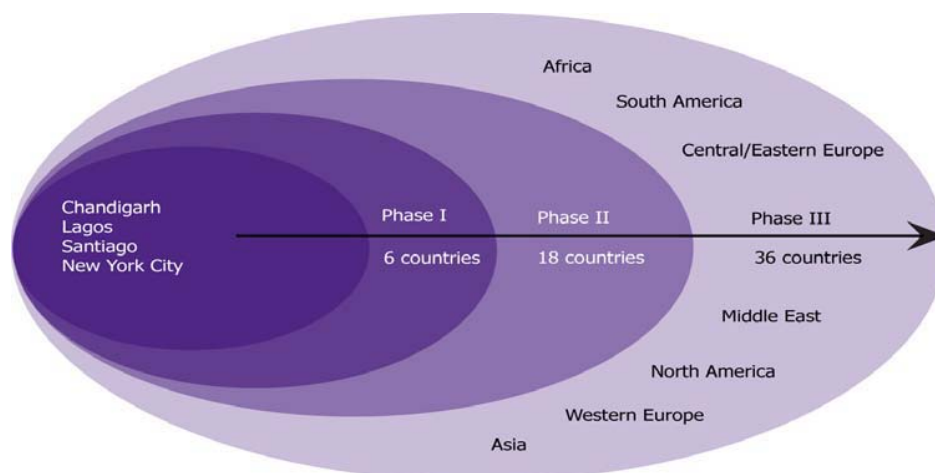 Africa
South America
Central/Eastern Europe
Chandigarh
Lagos
Santiago
New York City
Phase I
6 countries
Phase II
18 countries
Phase III
36 countries
Middle East
North America
Western Europe
Asia